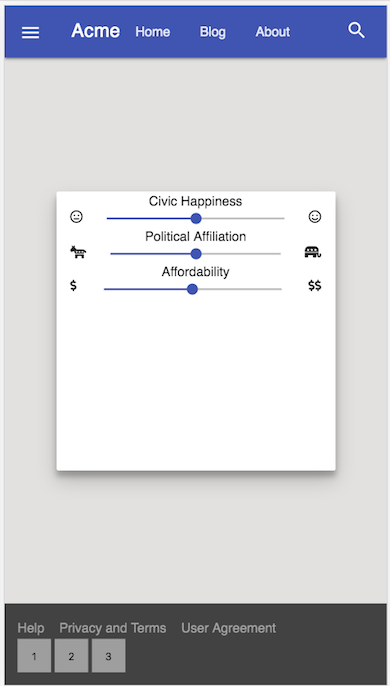 Acme Home Blog About
Civic Happiness
Political Affiliation
Affordability
$ $$
Help Privacy and Terms User Agreement
1 2 3